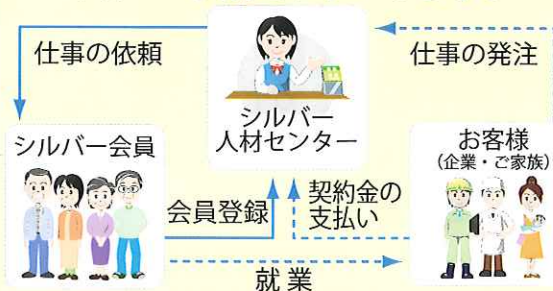 仕事の依頼
仕事の発注
シルバー
人材センター
シルバー会員
お客様
(企業・ご家族)
会員登録
契約金の
支払い
就業